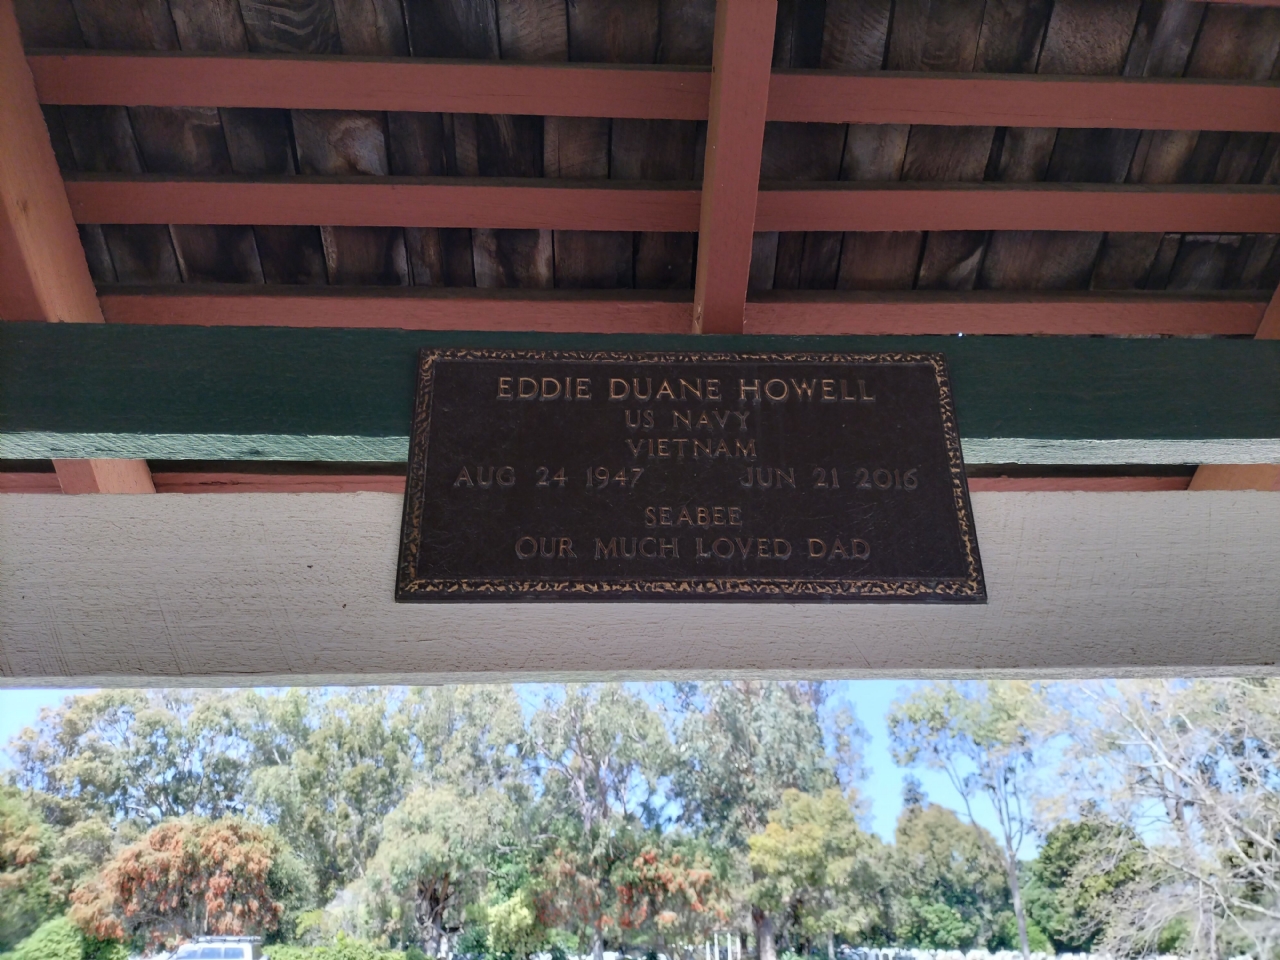 EDDIE DUANE HOWELL
US NAVY
VIETNAM
AUG 24 1947 JUN 21 2016
SEABEE
OUR MUCH LOVED DAD